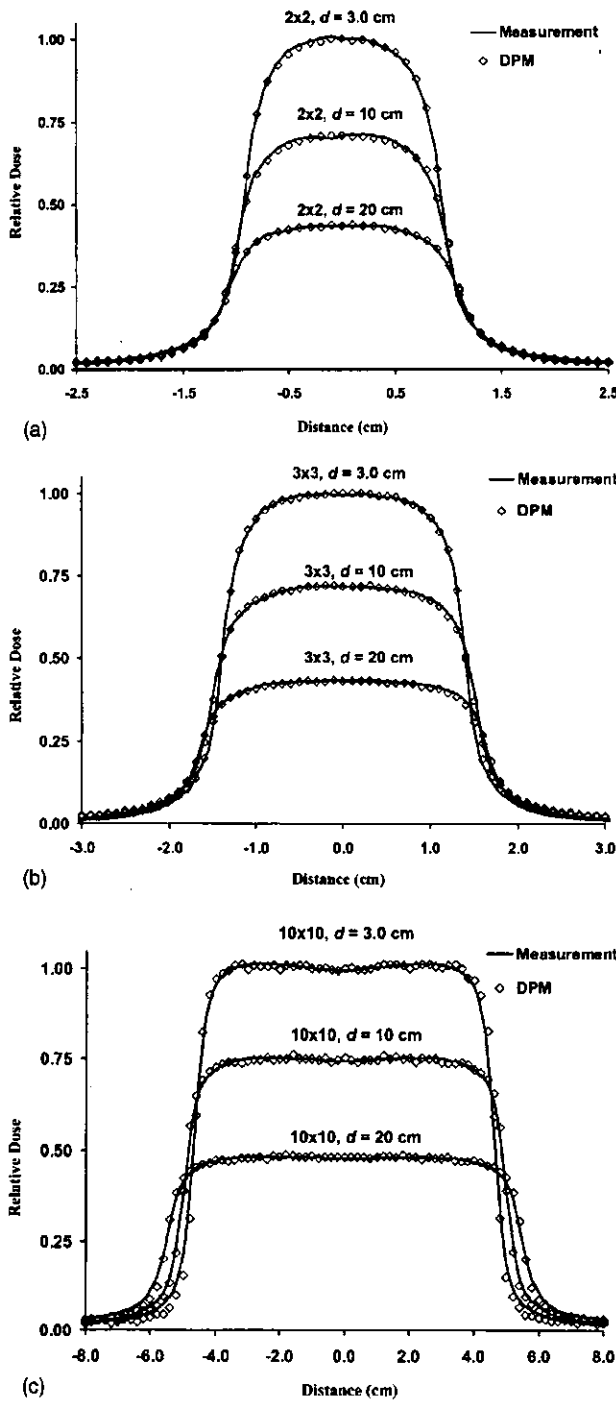 2x2, d = 3.0 cm
Measurement
DPM
1.00
2x2, d = 10 cm
0.75
Relative Dose
0.50
2x2, d = 20 cm
0.25
0.00
-2.5 -1.5 -0.5 0.5 1.5 2.5
(a)
Distance (cm)
3x3, d = 3.0 cm
Measurement
DPM
1.00
3x3, d = 10 cm
0.75
Relative Dose
0.50
3x3, d = 20 cm
0.25
0.00
-3.0 -2.0 -1.0 0.0 1.0 2.0 3.0
(b)
Distance (cm)
10x10, d = 3.0 cm
Measurement
DPM
1.00
10x10, d = 10 cm
0.75
Relative Dose
0.50
10x10, d = 20 cm
0.25
0.00
-8.0 -6.0 -4.0 -2.0 0.0 2.0 4.0 6.0 8.0
(c)
Distance (cm)